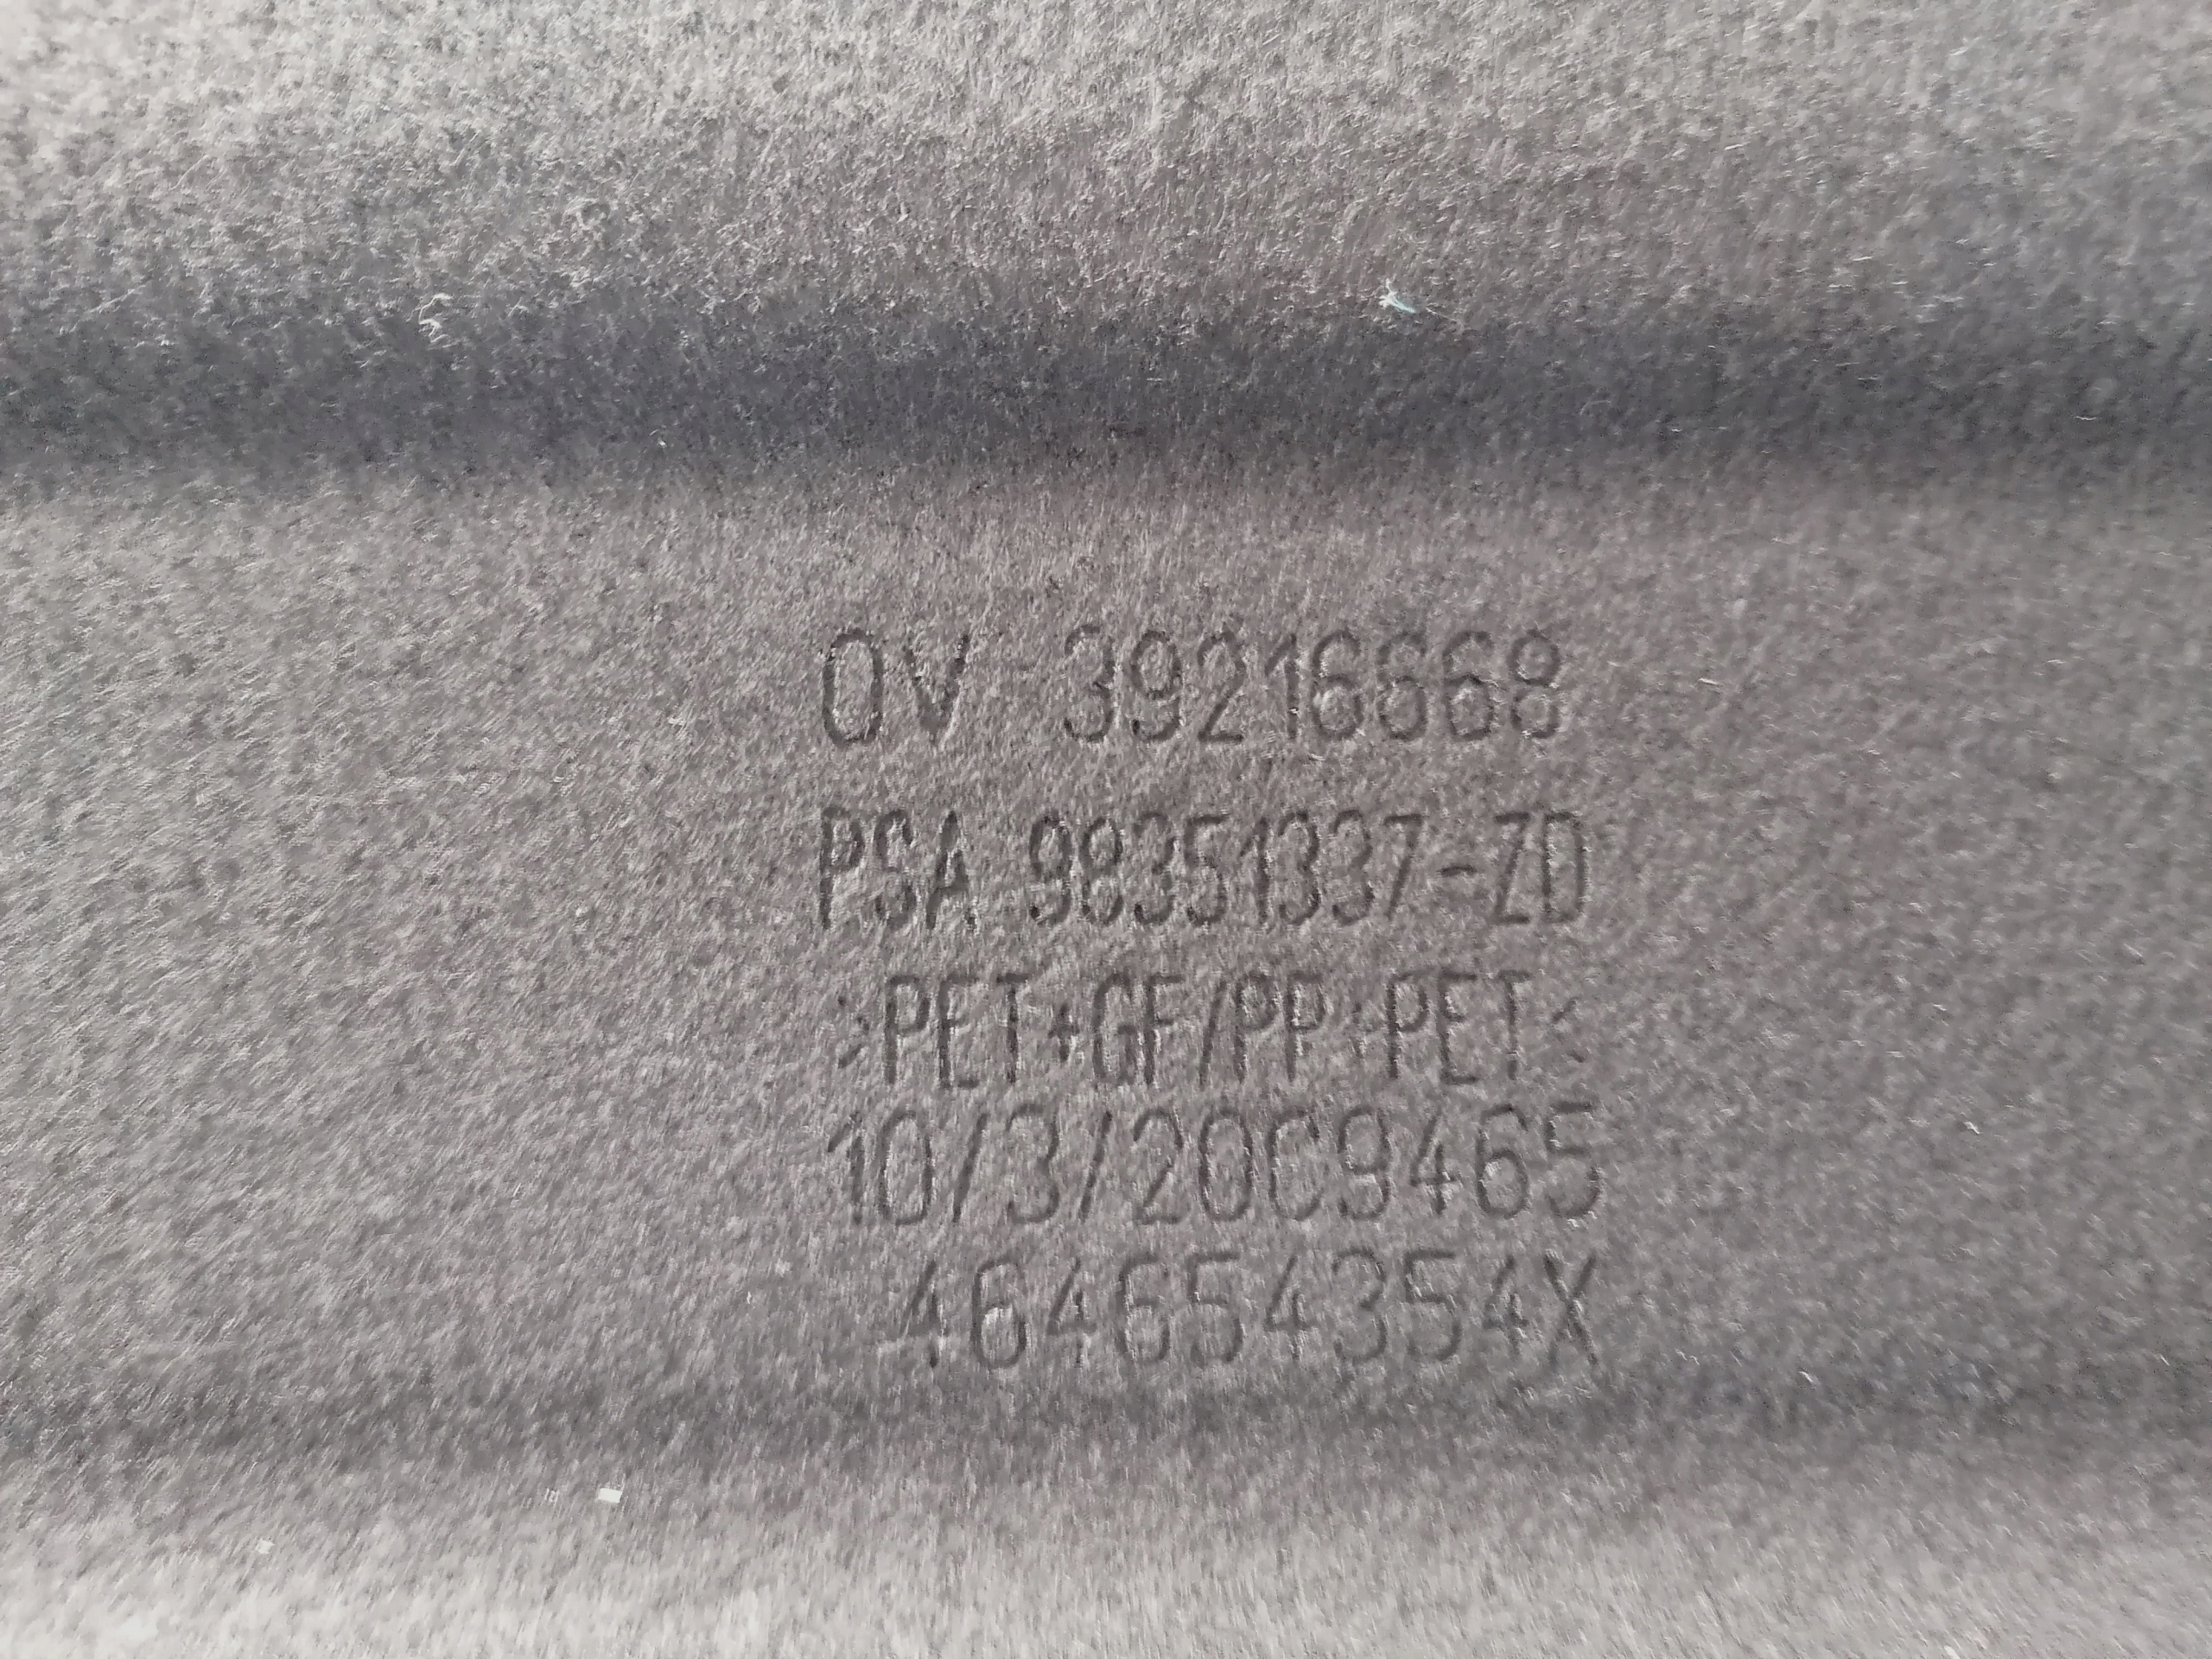 OV 39216668
PSA 98351337-ZD
>PET+GF/PP+PET<
10/3/20C9465
464654354X